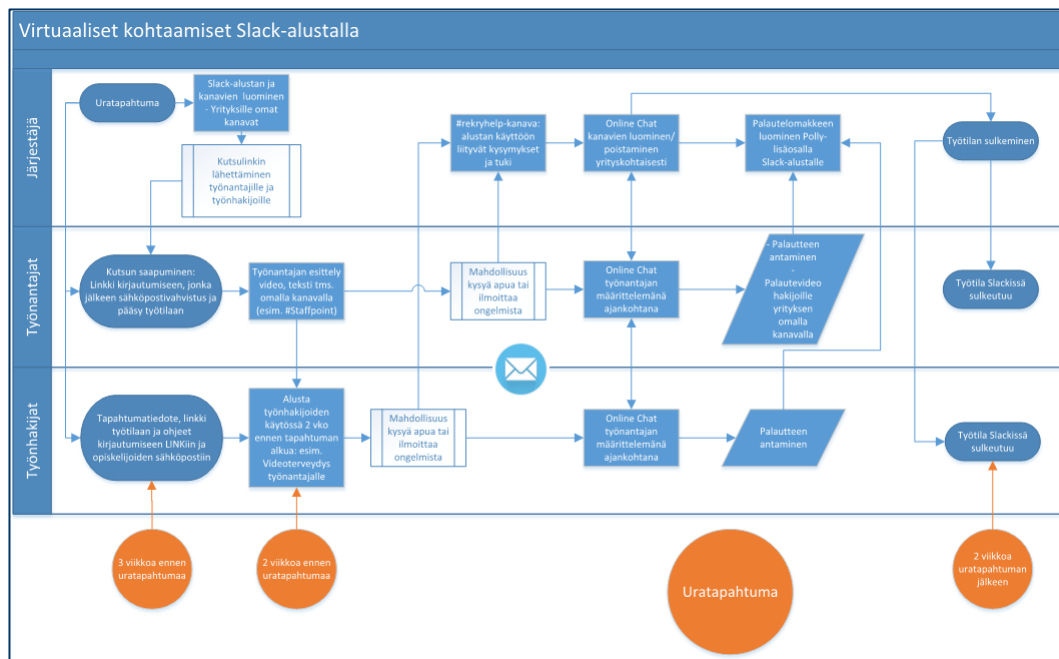 Virtuaaliset kohtaamiset Slack-alustalla
Järjestäjä
Uratapahtuma
Slack-alustan ja
kanavien luominen
- Yrityksille omat
kanavat
Kutsulinkin
lähettäminen
työnantajille ja
työnhakijoille
#rekryhelp-kanava:
alustan käyttöön
liityvät kysymykset
ja tuki
Online Chat
kanavien luominen/
poistaminen
yrityskohtaisesti
Palautelomakkeen
luominen Polly-
lisäosalla
Slack-alustalle
Työtilan sulkeminen
Työnantajat
Kutsun saapuminen:
Linkki kirjautumiseen, jonka
jälkeen sähköpostivahvistus ja
pääsy työtilaan
Työnantajan esittely
video, teksti tms.
omalla kanavalla
(esim. #Staffpoint)
Mahdollisuus
kysyä apua tai
ilmoittaa
ongelmista
Online Chat
työnantajan
määrittelemänä
ajankohtana
- Palautteen
antaminen
-
Palautevideo
hakijoille
yrityksen
omalla
kanavalla
Työtila Slackissä
sulkeutuu
Työnhakijat
Tapahtumatiedote, linkki
työtilaan ja ohjeet
kirjautumiseen LINKiin ja
opiskelijoiden sähköpostiin
Alusta
työnhakijoiden
käytössä 2 vko
ennen tapahtuman
alkua: esim.
Videoterveydys
työnantajalle
Mahdollisuus
kysyä apua tai
ilmoittaa
ongelmista
Online Chat
työnantajan
määrittelemänä
ajankohtana
Palautteen
antaminen
Työtila Slackissä
sulkeutuu
3 viikkoa ennen
uratapahtumaa
2 viikkoa ennen
uratapahtumaa
Uratapahtuma
2 viikkoa
uratapahtuman
jälkeen